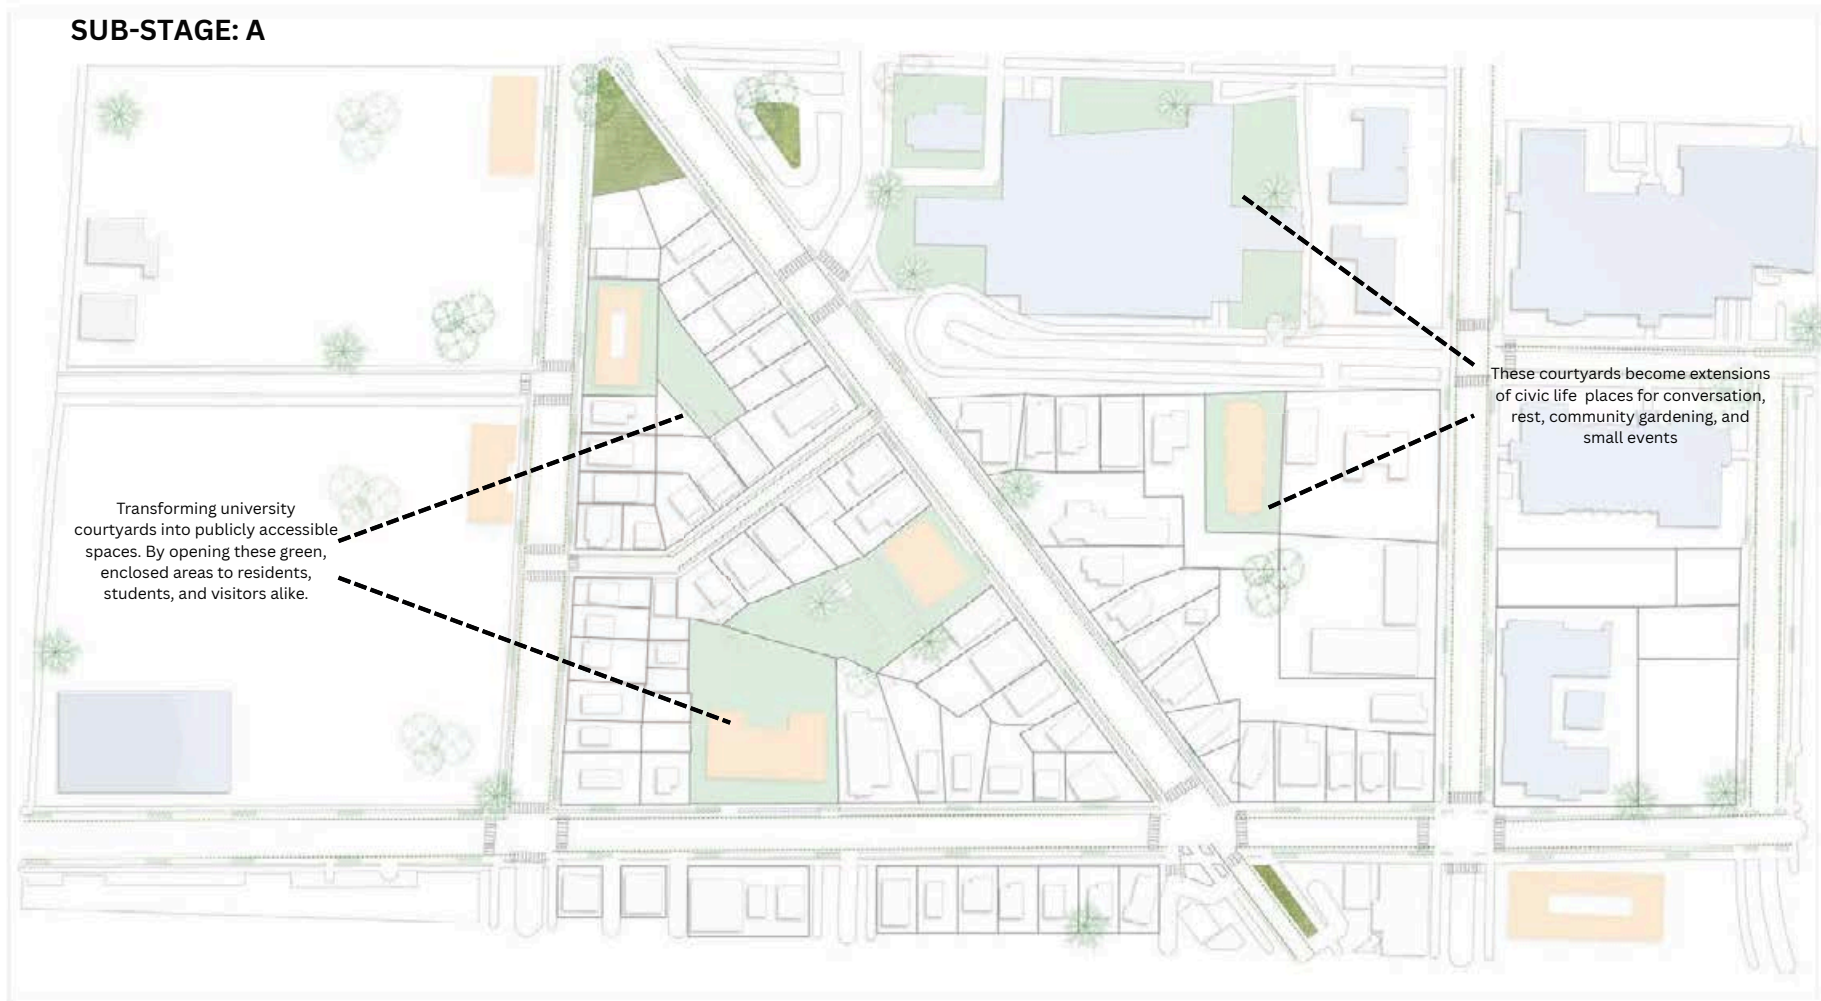 SUB-STAGE: A
These courtyards become extensions
of civic life  places for conversation,
rest, community gardening, and
small events
Transforming university
courtyards into publicly accessible
spaces. By opening these green,
enclosed areas to residents,
students, and visitors alike.